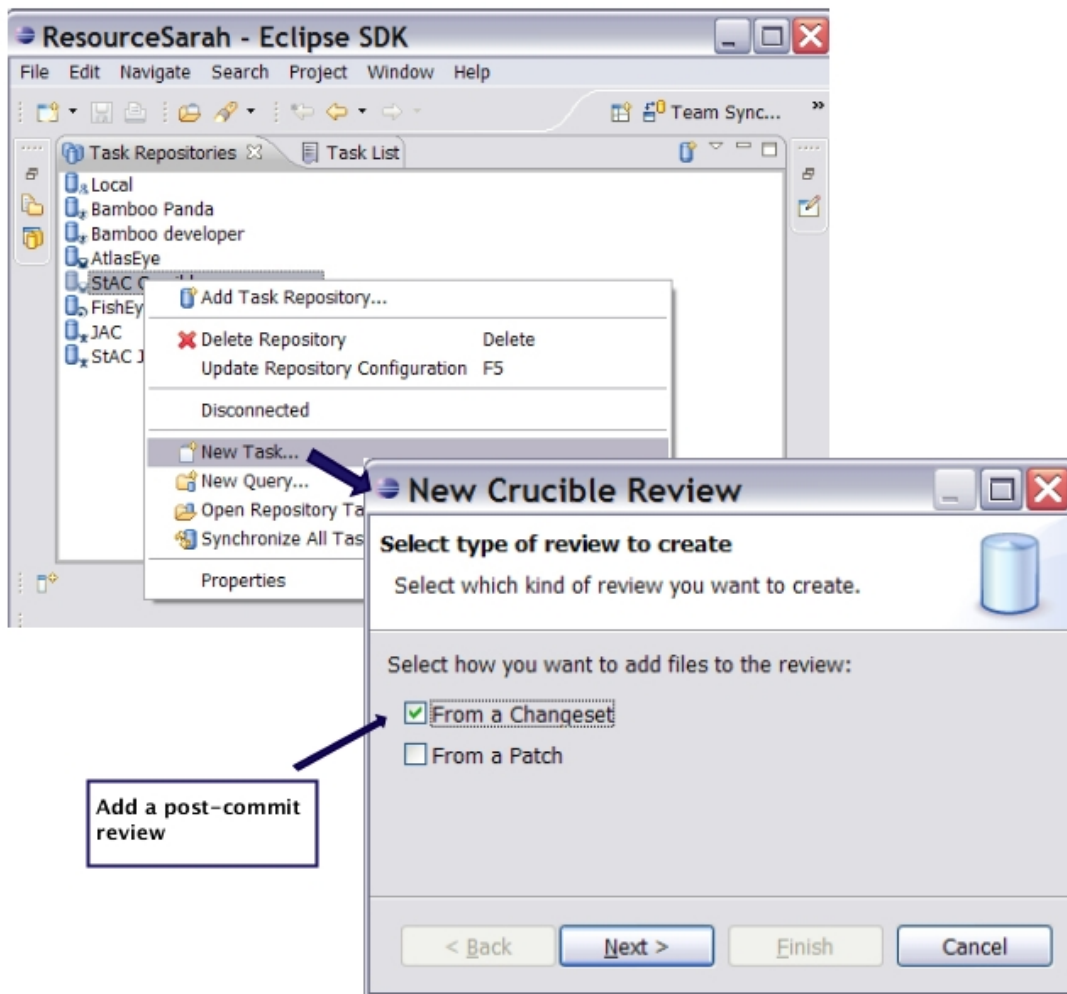 ResourceSarah - Eclipse SDK
File Edit Navigate Search Project Window Help
Team Sync...
Task Repositories Task List
Local
Bamboo Panda
Bamboo developer
AtlasEye
StAC
FishEy
JAC
StAC J
Add Task Repository...
Delete Repository Delete
Update Repository Configuration F5
Disconnected
New Task...
New Query...
Open Repository Ta
Synchronize All Tas
Properties
New Crucible Review
Select type of review to create
Select which kind of review you want to create.
Select how you want to add files to the review:
From a Changeset
From a Patch
Add a post-commit
review
< Back Next > Finish Cancel